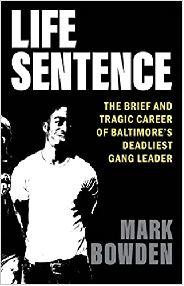 LIFE
SENTENCE
THE BRIEF AND
TRAGIC CAREER
OF BALTIMORE'S
DEADLIEST
GANG LEADER
MARK
BOWDEN